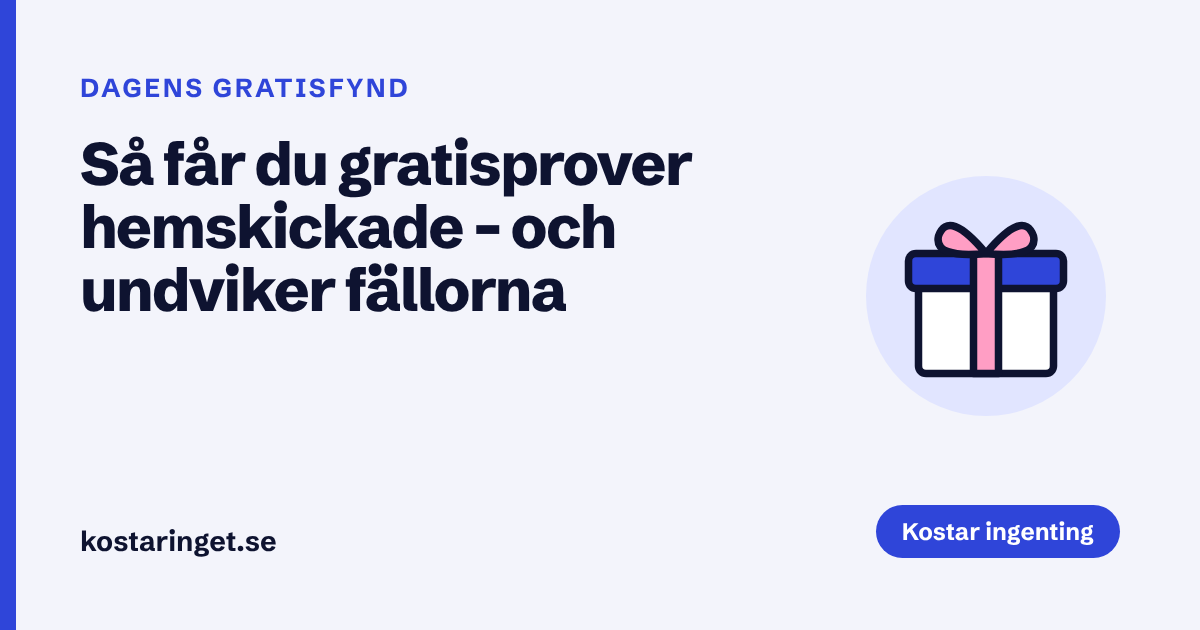 DAGENS GRATISFYND
Så får du gratisprover
hemskickade – och
undviker fällorna
kostaringet.se
Kostar ingenting